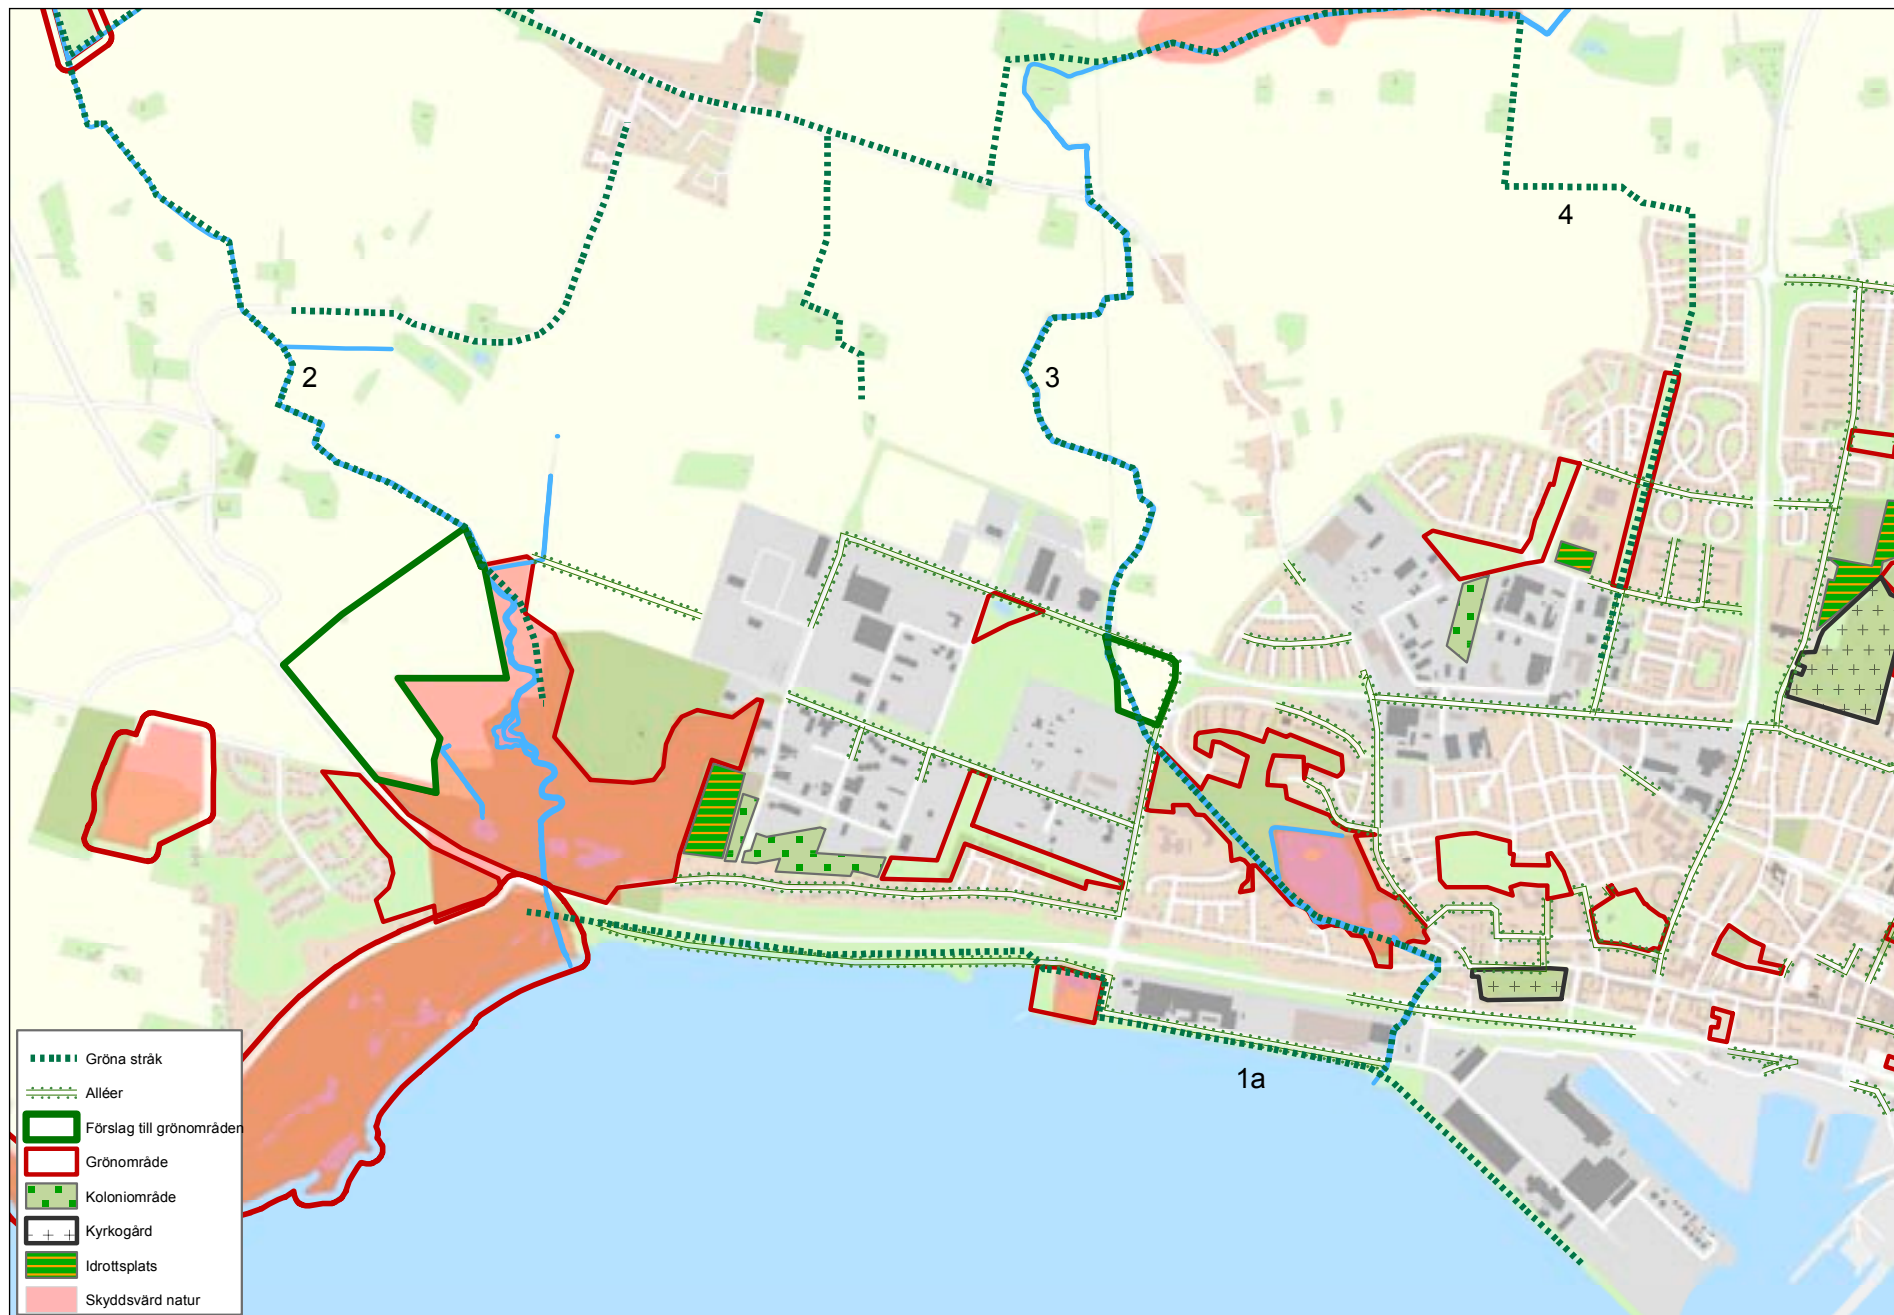 4
2
3
1a
Gröna stråk
Alléer
Förslag till grönområden
Grönområde
Koloniområde
Kyrkogård
Idrottsplats
Skyddsvärd natur